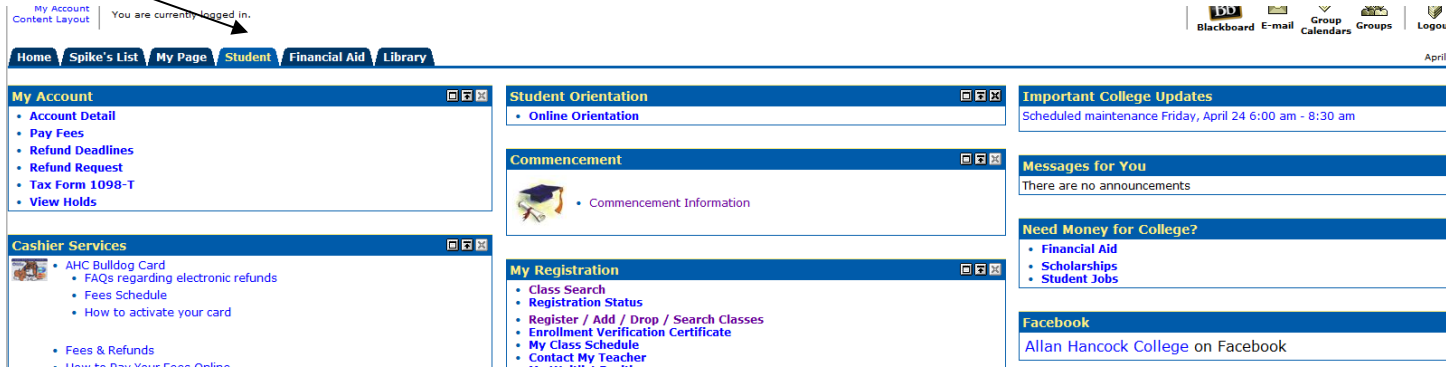 My Account
Content Layout
You are currently logged in.
Blackboard E-mail Group Calendars Groups
Home Spike's List My Page Student Financial Aid Library
April
My Account
• Account Detail
• Pay Fees
• Refund Deadlines
• Refund Request
• Tax Form 1098-T
• View Holds
Cashier Services
• AHC Bulldog Card
• FAQs regarding electronic refunds
• Fees Schedule
• How to activate your card
• Fees & Refunds
• How to Pay Your Fees Online
Student Orientation
• Online Orientation
Commencement
• Commencement Information
My Registration
• Class Search
• Registration Status
• Register / Add / Drop / Search Classes
• Enrollment Verification Certificate
• My Class Schedule
• Contact My Teacher
Important College Updates
Scheduled maintenance Friday, April 24 6:00 am - 8:30 am
Messages for You
There are no announcements
Need Money for College?
• Financial Aid
• Scholarships
• Student Jobs
Facebook
Allan Hancock College on Facebook